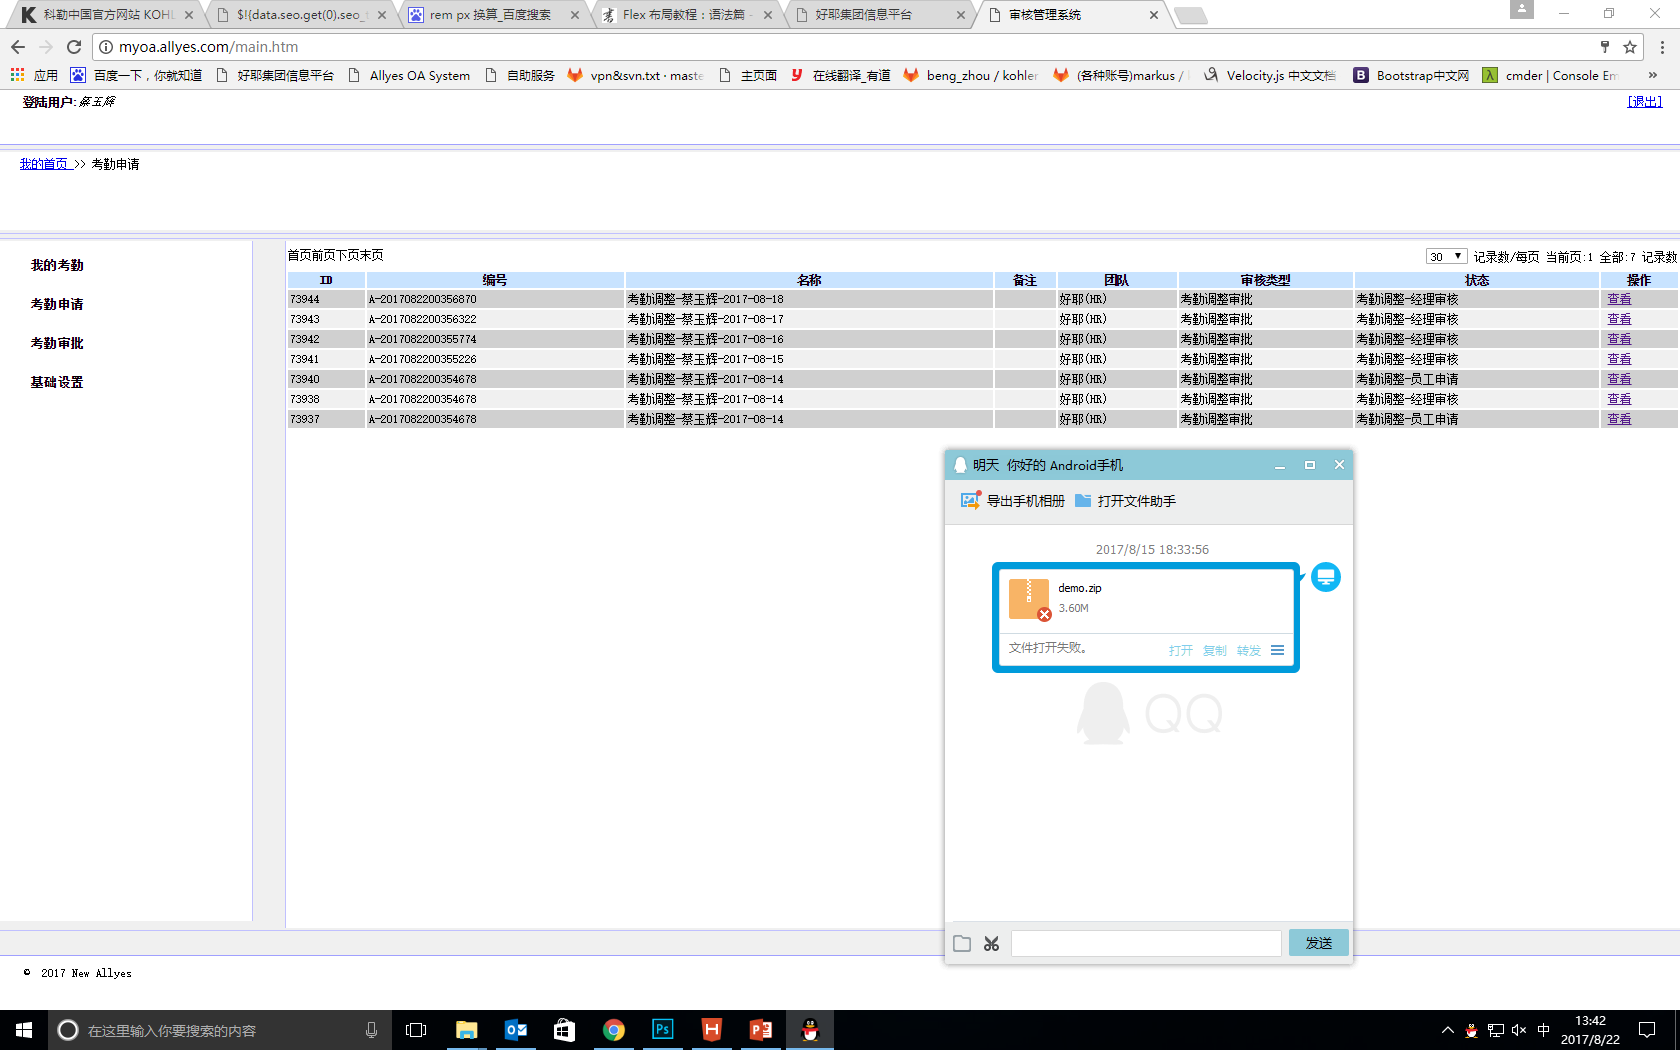 科勒中国官方网站 KOHL
$!{data.seo.get(0).seo_t
rem px 换算_百度搜索
Flex 布局教程：语法篇 -
好耶集团信息平台
审核管理系统
myoa.allyes.com/main.htm
应用
百度一下，你就知道
好耶集团信息平台
Allyes OA System
自助服务
vpn&svn.txt · maste
主页面
在线翻译_有道
beng_zhou / kohler
(各种账号)markus /
Velocity.js 中文文档
Bootstrap中文网
cmder | Console Em
»
登陆用户: 蔡玉辉
[退出]
我的首页 >> 考勤申请
我的考勤
考勤申请
考勤审批
基础设置
首页前页下页末页
30 记录数/每页 当前页:1 全部:7 记录数
ID 编号 名称 备注 团队 审核类型 状态 操作
73944 A-2017082200356870 考勤调整-蔡玉辉-2017-08-18 好耶(HR) 考勤调整审批 考勤调整-经理审核 查看
73943 A-2017082200356322 考勤调整-蔡玉辉-2017-08-17 好耶(HR) 考勤调整审批 考勤调整-经理审核 查看
73942 A-2017082200355774 考勤调整-蔡玉辉-2017-08-16 好耶(HR) 考勤调整审批 考勤调整-经理审核 查看
73941 A-2017082200355226 考勤调整-蔡玉辉-2017-08-15 好耶(HR) 考勤调整审批 考勤调整-经理审核 查看
73940 A-2017082200354678 考勤调整-蔡玉辉-2017-08-14 好耶(HR) 考勤调整审批 考勤调整-员工申请 查看
73938 A-2017082200354678 考勤调整-蔡玉辉-2017-08-14 好耶(HR) 考勤调整审批 考勤调整-经理审核 查看
73937 A-2017082200354678 考勤调整-蔡玉辉-2017-08-14 好耶(HR) 考勤调整审批 考勤调整-员工申请 查看
明天 你好的 Android手机
导出手机相册 打开文件助手
2017/8/15 18:33:56
demo.zip
3.60M
文件打开失败。
打开 复制 转发
QQ
发送
© 2017 New Allyes
在这里输入你要搜索的内容
中
13:42
2017/8/22